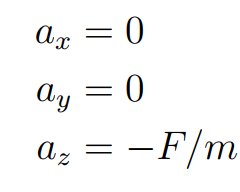 a_x = 0
a_y = 0
a_z = −F/m